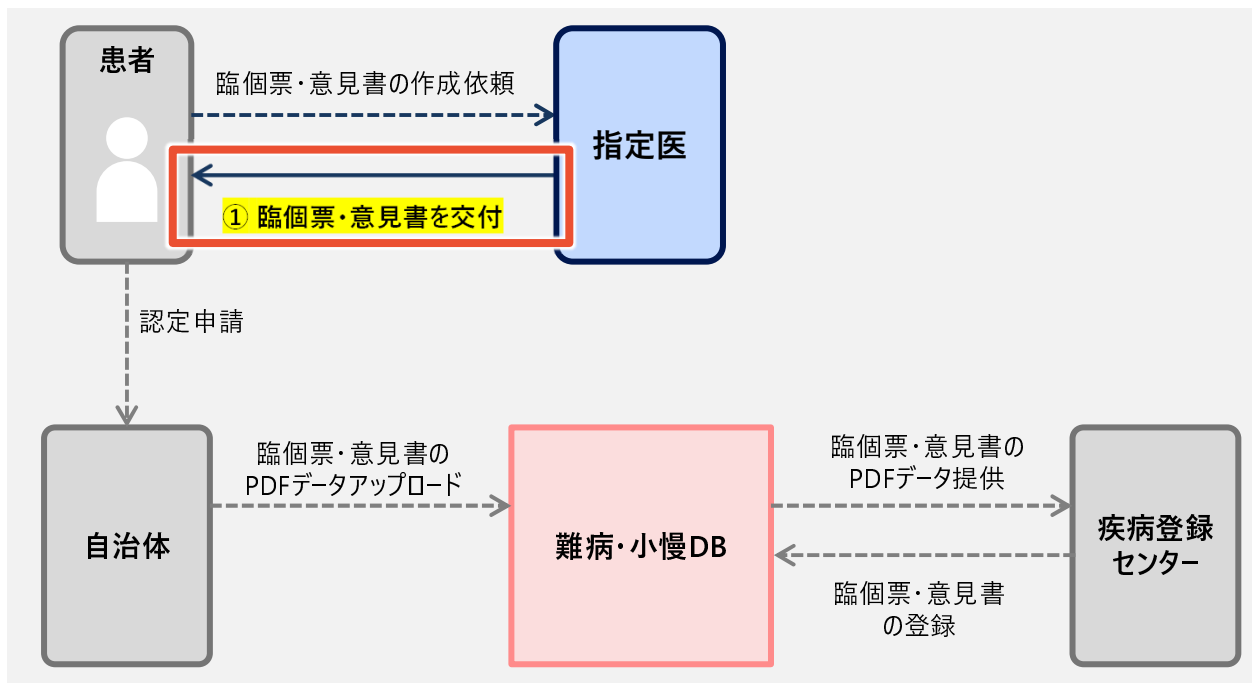 患者
臨個票・意見書の作成依頼
指定医
① 臨個票・意見書を交付
認定申請
自治体
臨個票・意見書の
PDFデータアップロード
難病・小慢DB
臨個票・意見書の
PDFデータ提供
疾病登録
センター
臨個票・意見書
の登録